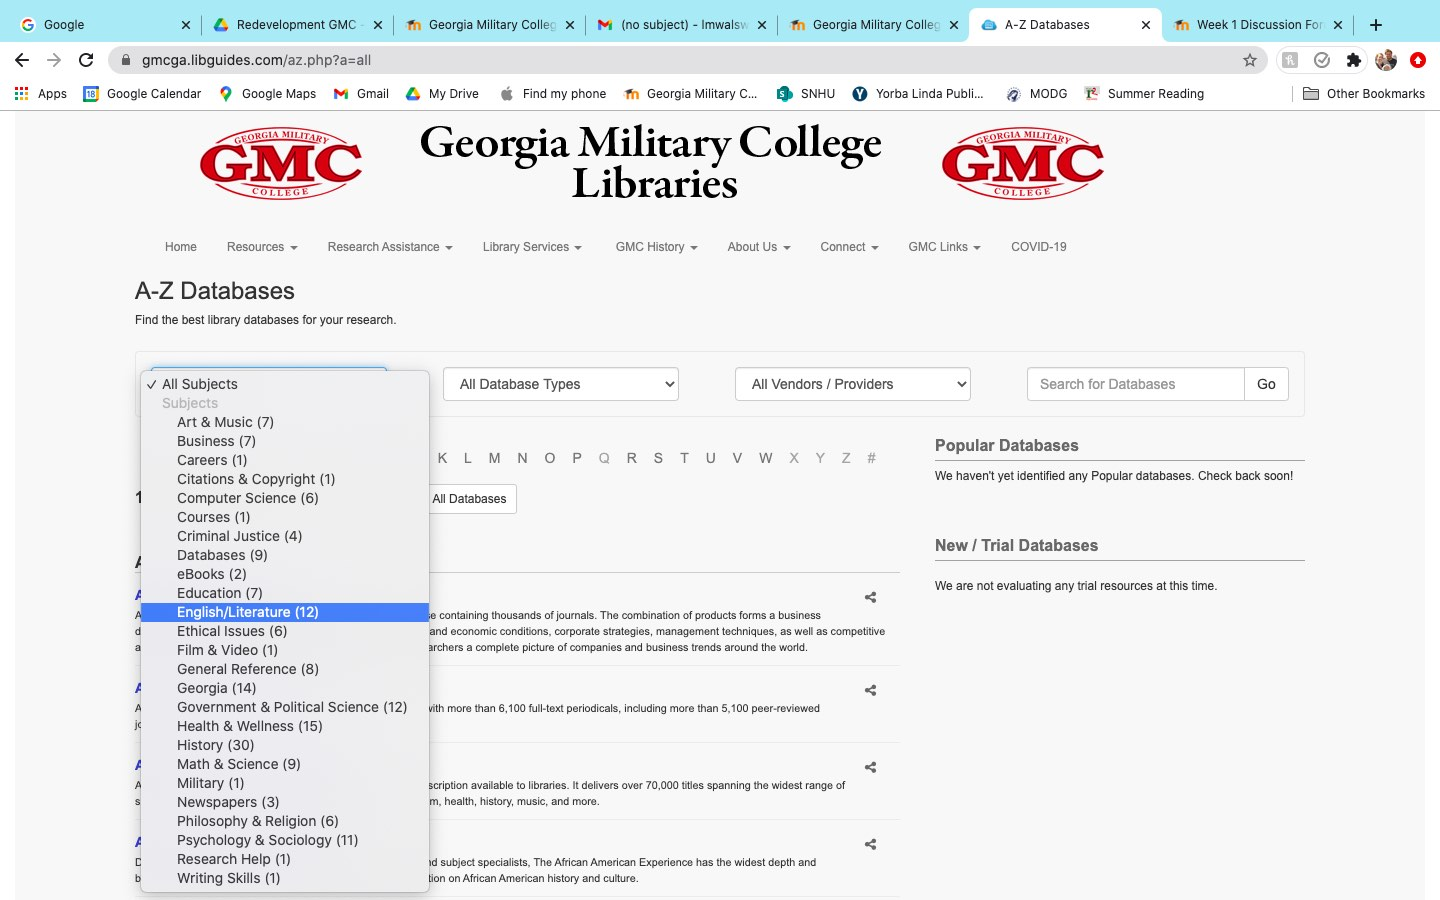 Google
Redevelopment GMC -
Georgia Military Colleg
(no subject) - lmwalsw
Georgia Military Colleg
A-Z Databases
Week 1 Discussion For
gmcga.libguides.com/az.php?a=all
Apps
Google Calendar
Google Maps
Gmail
My Drive
Find my phone
Georgia Military C...
SNHU
Yorba Linda Publi...
MODG
Summer Reading
Other Bookmarks
GEORGIA MILITARY
GMC
COLLEGE
Georgia Military College
Libraries
GEORGIA MILITARY
GMC
COLLEGE
Home
Resources
Research Assistance
Library Services
GMC History
About Us
Connect
GMC Links
COVID-19
A-Z Databases
Find the best library databases for your research.
All Database Types
All Vendors / Providers
Search for Databases
Go
✓ All Subjects
Subjects
Art & Music (7)
Business (7)
Careers (1)
Citations & Copyright (1)
Computer Science (6)
Courses (1)
Criminal Justice (4)
Databases (9)
eBooks (2)
Education (7)
English/Literature (12)
Ethical Issues (6)
Film & Video (1)
General Reference (8)
Georgia (14)
Government & Political Science (12)
Health & Wellness (15)
History (30)
Math & Science (9)
Military (1)
Newspapers (3)
Philosophy & Religion (6)
Psychology & Sociology (11)
Research Help (1)
Writing Skills (1)
K L M N O P Q R S T U V W X Y Z #
All Databases
containing thousands of journals. The combination of products forms a business
and economic conditions, corporate strategies, management techniques, as well as competitive
a complete picture of companies and business trends around the world.
with more than 6,100 full-text periodicals, including more than 5,100 peer-reviewed
available to libraries. It delivers over 70,000 titles spanning the widest range of
health, history, music, and more.
subject specialists, The African American Experience has the widest depth and
on African American history and culture.
Popular Databases
We haven't yet identified any Popular databases. Check back soon!
New / Trial Databases
We are not evaluating any trial resources at this time.